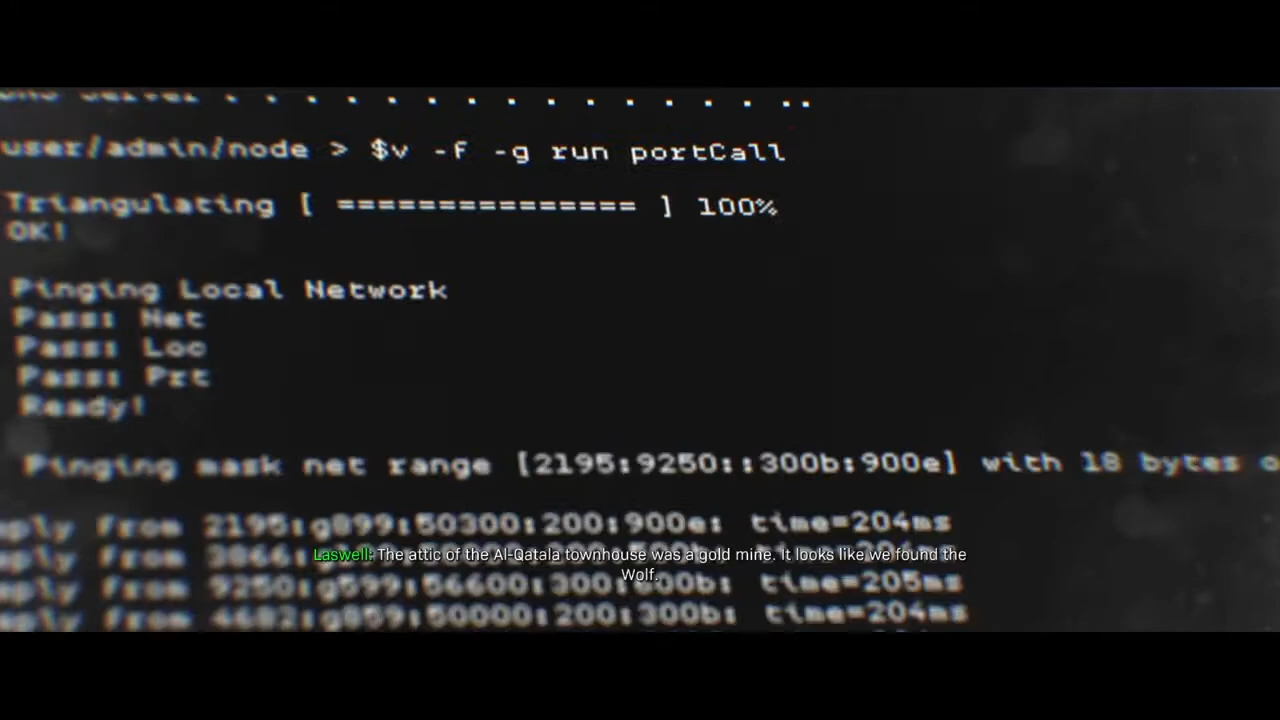 user/admin/node > $v -f -g run portCall
Triangulating [ =============== ] 100%
OK!
Pinging Local Network
Pass: Net
Pass: Loc
Pass: Prt
Ready!
Pinging mask net range [2195:9250::300b:900e] with 18 bytes
from 2195:g899:50300:200:900e: time=204ms
Laswell: The attic of the Al-Qatala townhouse was a gold mine. It looks like we found the
Wolf.
from 9250:g599:56600:300:600b: time=205ms
from 4682:g859:50000:200:300b: time=204ms